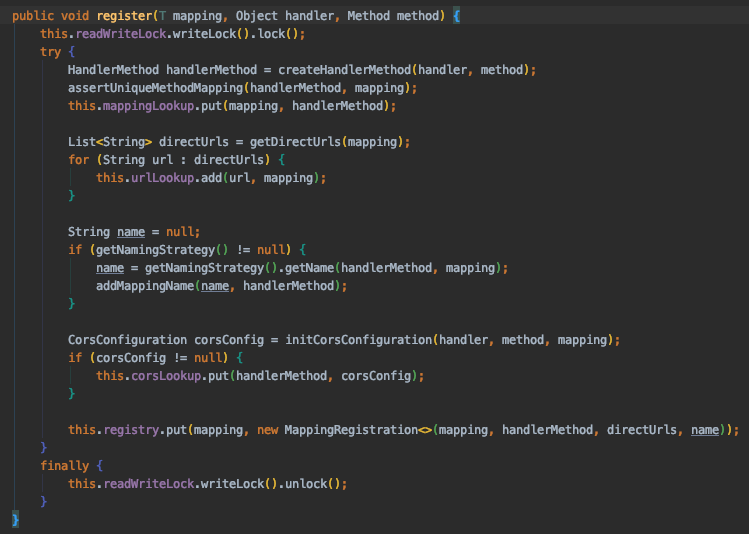 public void register(T mapping, Object handler, Method method) {
    this.readWriteLock.writeLock().lock();
    try {
        HandlerMethod handlerMethod = createHandlerMethod(handler, method);
        assertUniqueMethodMapping(handlerMethod, mapping);
        this.mappingLookup.put(mapping, handlerMethod);

        List<String> directUrls = getDirectUrls(mapping);
        for (String url : directUrls) {
            this.urlLookup.add(url, mapping);
        }

        String name = null;
        if (getNamingStrategy() != null) {
            name = getNamingStrategy().getName(handlerMethod, mapping);
            addMappingName(name, handlerMethod);
        }

        CorsConfiguration corsConfig = initCorsConfiguration(handler, method, mapping);
        if (corsConfig != null) {
            this.corsLookup.put(handlerMethod, corsConfig);
        }

        this.registry.put(mapping, new MappingRegistration<>(mapping, handlerMethod, directUrls, name));
    }
    finally {
        this.readWriteLock.writeLock().unlock();
    }
}